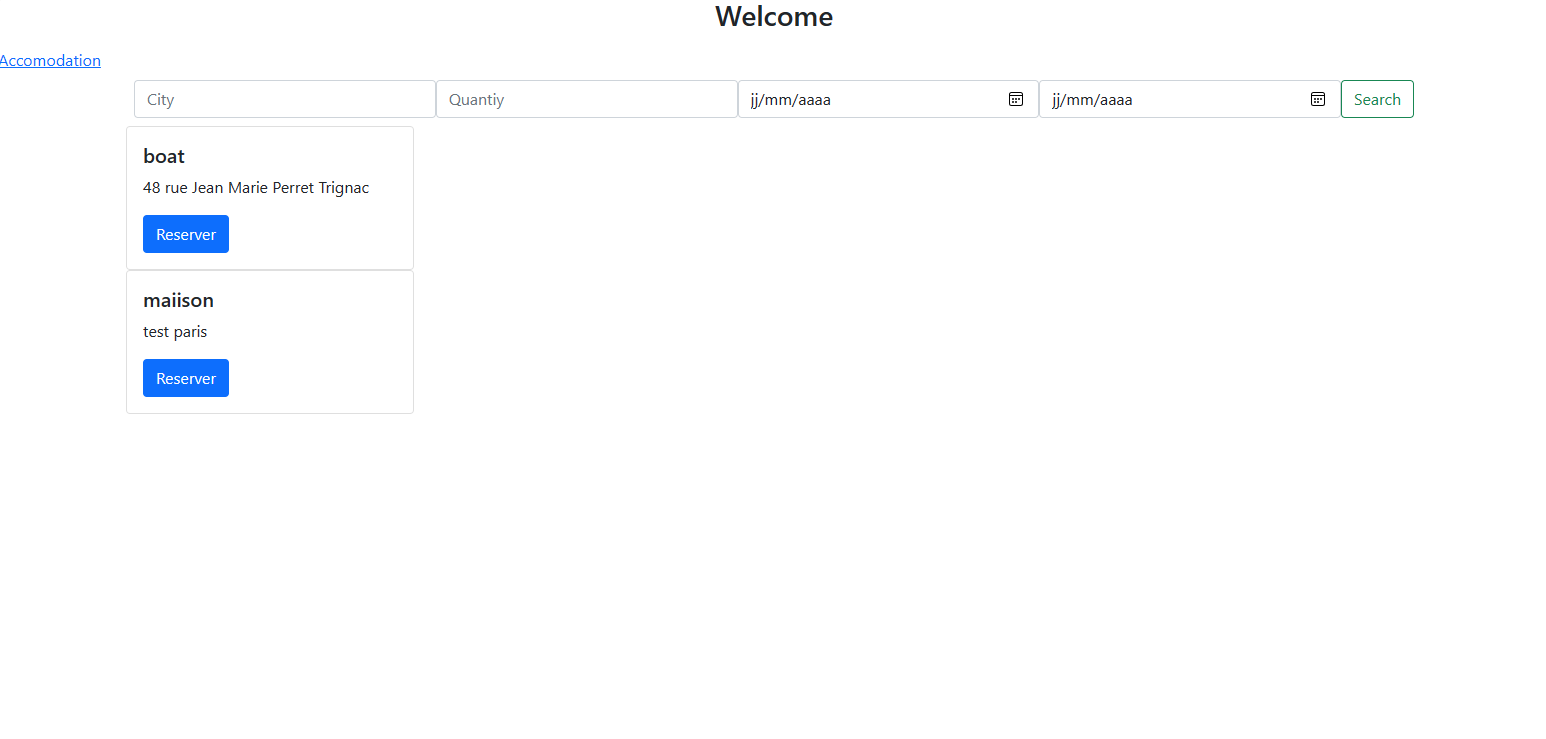 Welcome
Accomodation
City Quantiy jj/mm/aaaa jj/mm/aaaa Search
boat
48 rue Jean Marie Perret Trignac
Reserver
maiison
test paris
Reserver